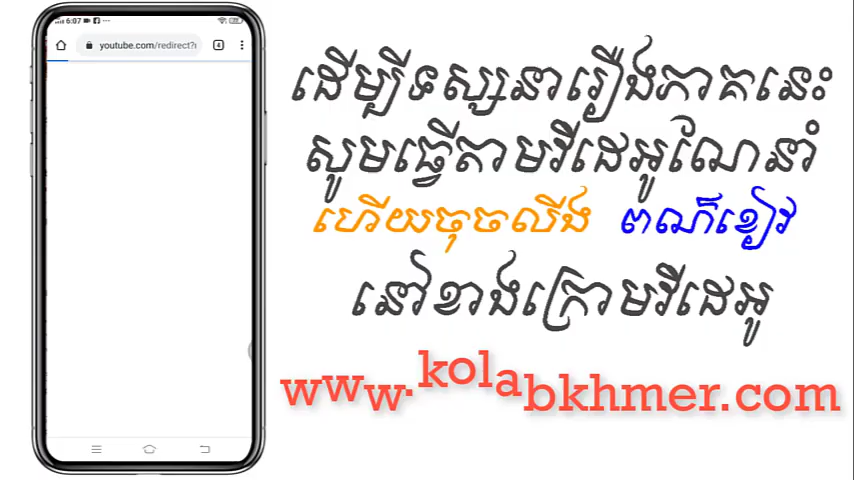 6:07
youtube.com/redirect?
4
ដើម្បីទស្សនារឿងភាគនេះ
សូមធ្វើតាមវីដេអូណែនាំ
ហើយចុចលីង ពណ៌ខៀវ
នៅខាងក្រោមវីដេអូ
www.kolabkhmer.com